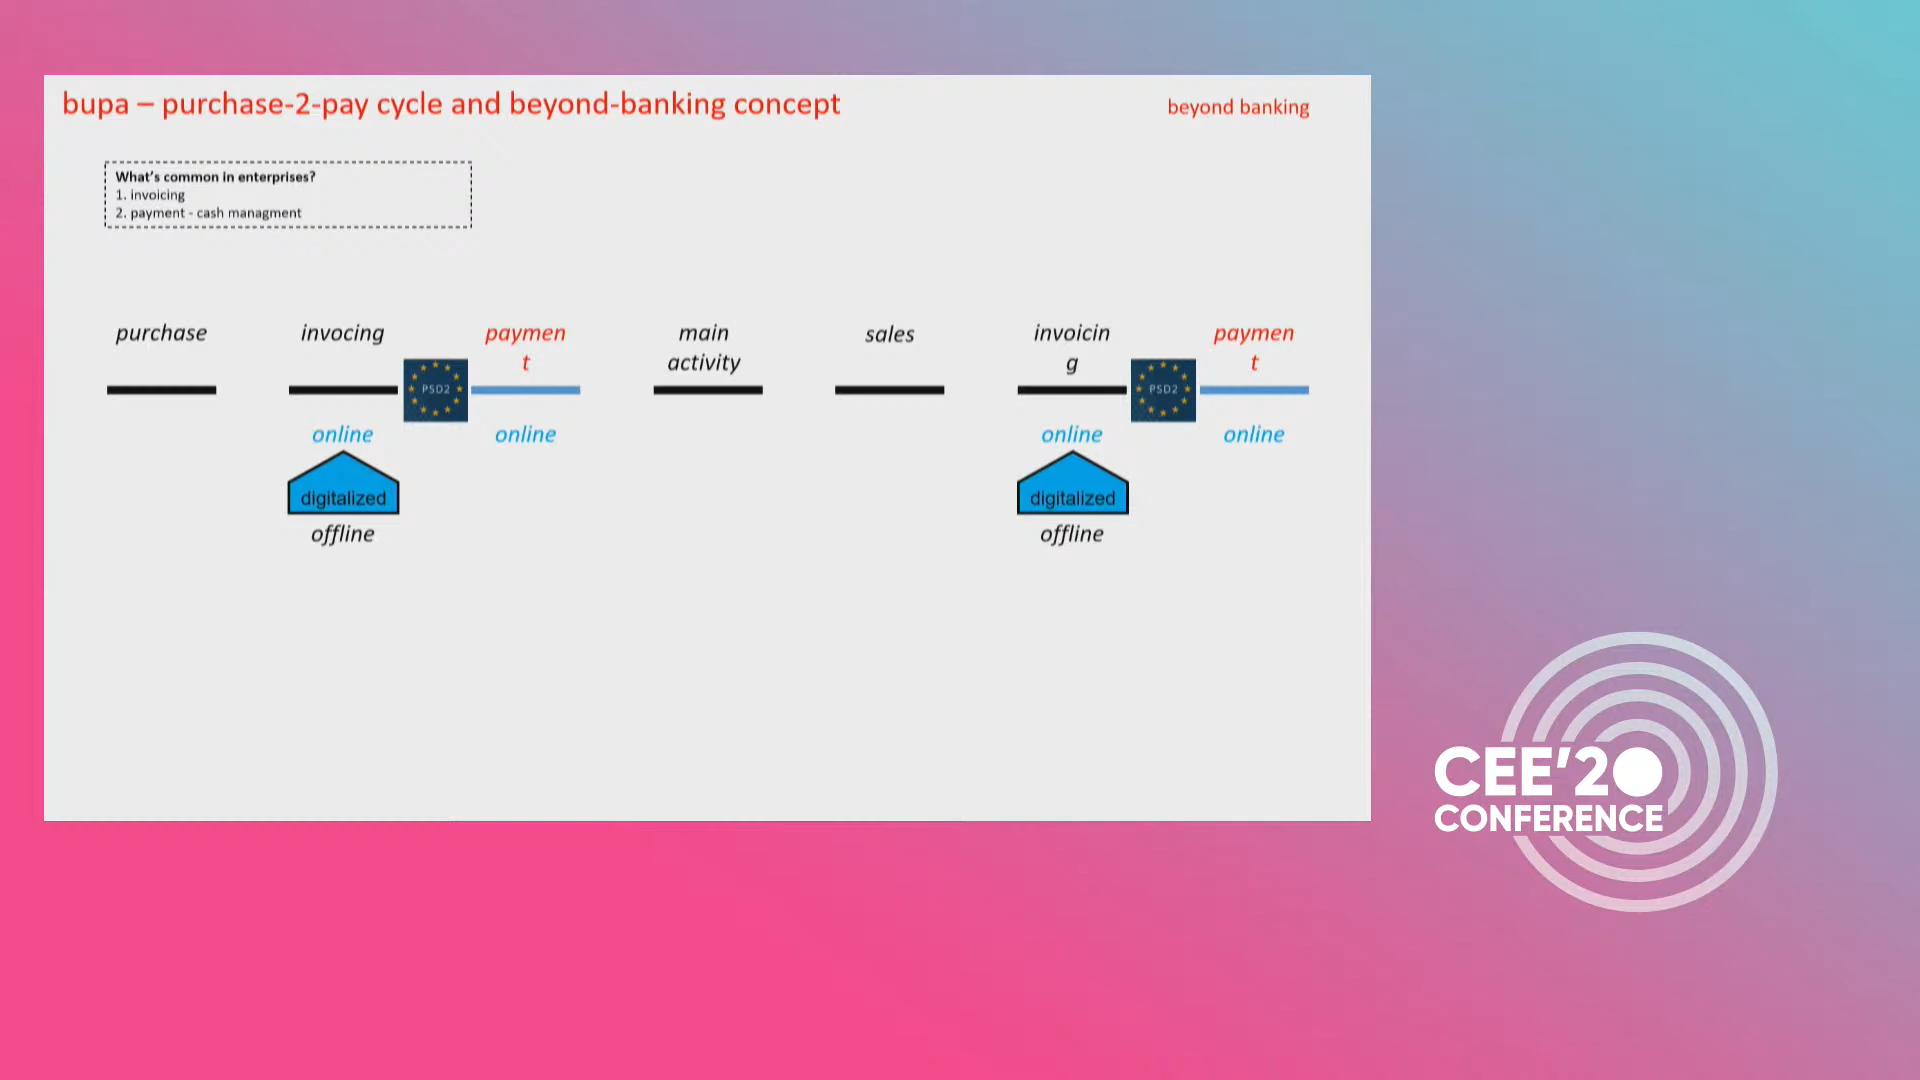 bupa – purchase-2-pay cycle and beyond-banking concept
beyond banking
What's common in enterprises?
1. invoicing
2. payment - cash managment
purchase
invocing
paymen
t
main
activity
sales
invoicin
g
paymen
t
PSD2
PSD2
online
online
online
online
digitalized
digitalized
offline
offline
CEE'20
CONFERENCE